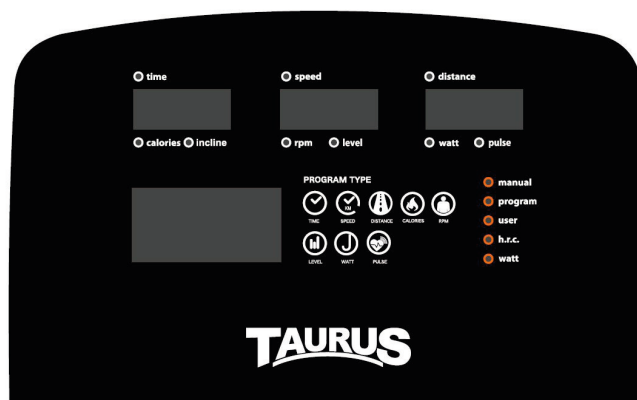 time speed distance
calories incline rpm level watt pulse
PROGRAM TYPE
TIME SPEED DISTANCE CALORIES RPM
KM
LEVEL WATT PULSE
manual
program
user
h.r.c.
watt
TAURUS